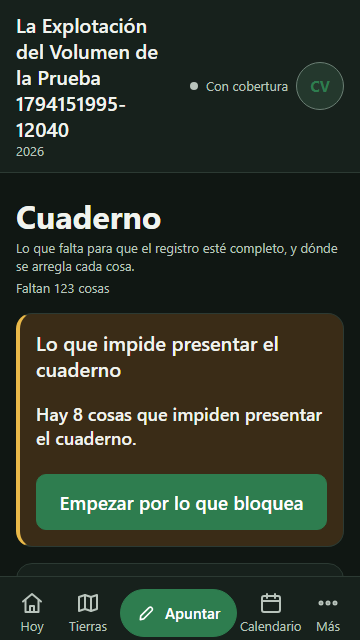 La Explotación
del Volumen de
la Prueba
1794151995-
12040
2026
Con cobertura
CV
Cuaderno
Lo que falta para que el registro esté completo, y dónde
se arregla cada cosa.
Faltan 123 cosas
Lo que impide presentar el
cuaderno
Hay 8 cosas que impiden presentar
el cuaderno.
Empezar por lo que bloquea
Hoy
Tierras
Apuntar
Calendario
Más